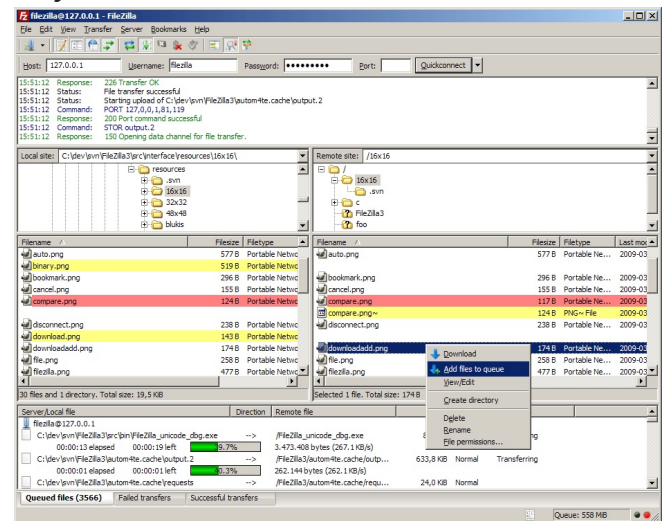 filezilla@127.0.0.1 - FileZilla
File Edit View Transfer Server Bookmarks Help
Host: 127.0.0.1 Username: filezilla Password: ●●●●●●●●● Port: Quickconnect
15:51:12 Response: 226 Transfer OK
15:51:12 Status: File transfer successful
15:51:12 Status: Starting upload of C:\dev\svn\FileZilla3\autom4te.cache\output.2
15:51:12 Command: PORT 127,0,0,1,81,119
15:51:12 Response: 200 Port command successful
15:51:12 Command: STOR output.2
15:51:12 Response: 150 Opening data channel for file transfer.
Local site: C:\dev\svn\FileZilla3\src\interface\resources\16x16\ Remote site: /16x16
resources /
.svn 16x16
16x16 .svn
32x32 c
48x48 FileZilla3
blukis foo
Filename Filesize Filetype Filename Filesize Filetype Last mod
auto.png 577 B Portable Netwo auto.png 577 B Portable Ne... 2009-03
binary.png 519 B Portable Netwo
bookmark.png 296 B Portable Netwo bookmark.png 296 B Portable Ne... 2009-03
cancel.png 155 B Portable Netwo cancel.png 155 B Portable Ne... 2009-03
compare.png 124 B Portable Netwo compare.png 117 B Portable Ne... 2009-03
compare.png~ 124 B PNG~ File 2009-03
disconnect.png 238 B Portable Netwo disconnect.png 238 B Portable Ne... 2009-03
download.png 143 B Portable Netwo
downloadadd.png 174 B Portable Netwo downloadadd.png 174 B Portable Ne... 2009-03
file.png 258 B Portable Netwo file.png 258 B Portable Ne... 2009-03
filezilla.png 477 B Portable Netwo filezilla.png 477 B Portable Ne... 2009-03
Download
Add files to queue
View/Edit
Create directory
Delete
Rename
File permissions...
30 files and 1 directory. Total size: 19,5 KiB Selected 1 file. Total size: 174 B
Server/Local file Direction Remote file
filezilla@127.0.0.1
C:\dev\svn\FileZilla3\src\bin\FileZilla_unicode_dbg.exe --> /FileZilla_unicode_dbg.exe
00:00:13 elapsed 00:00:19 left 39.7% 3.473.408 bytes (267.1 KB/s)
C:\dev\svn\FileZilla3\autom4te.cache\output.2 --> /FileZilla3/autom4te.cache/outp... 633,8 KiB Normal Transferring
00:00:01 elapsed 00:00:01 left 40.3% 262.144 bytes (262.1 KB/s)
C:\dev\svn\FileZilla3\autom4te.cache\requests --> /FileZilla3/autom4te.cache/requ... 24,0 KiB Normal
Queued files (3566) Failed transfers Successful transfers
Queue: 558 MiB